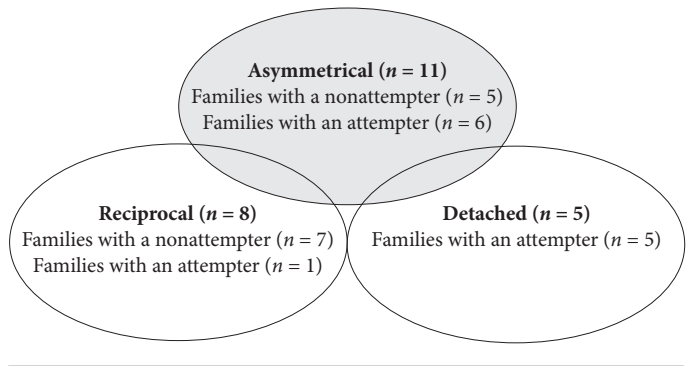 Asymmetrical (n = 11)
Families with a nonattempter (n = 5)
Families with an attempter (n = 6)
Reciprocal (n = 8)
Families with a nonattempter (n = 7)
Families with an attempter (n = 1)
Detached (n = 5)
Families with an attempter (n = 5)